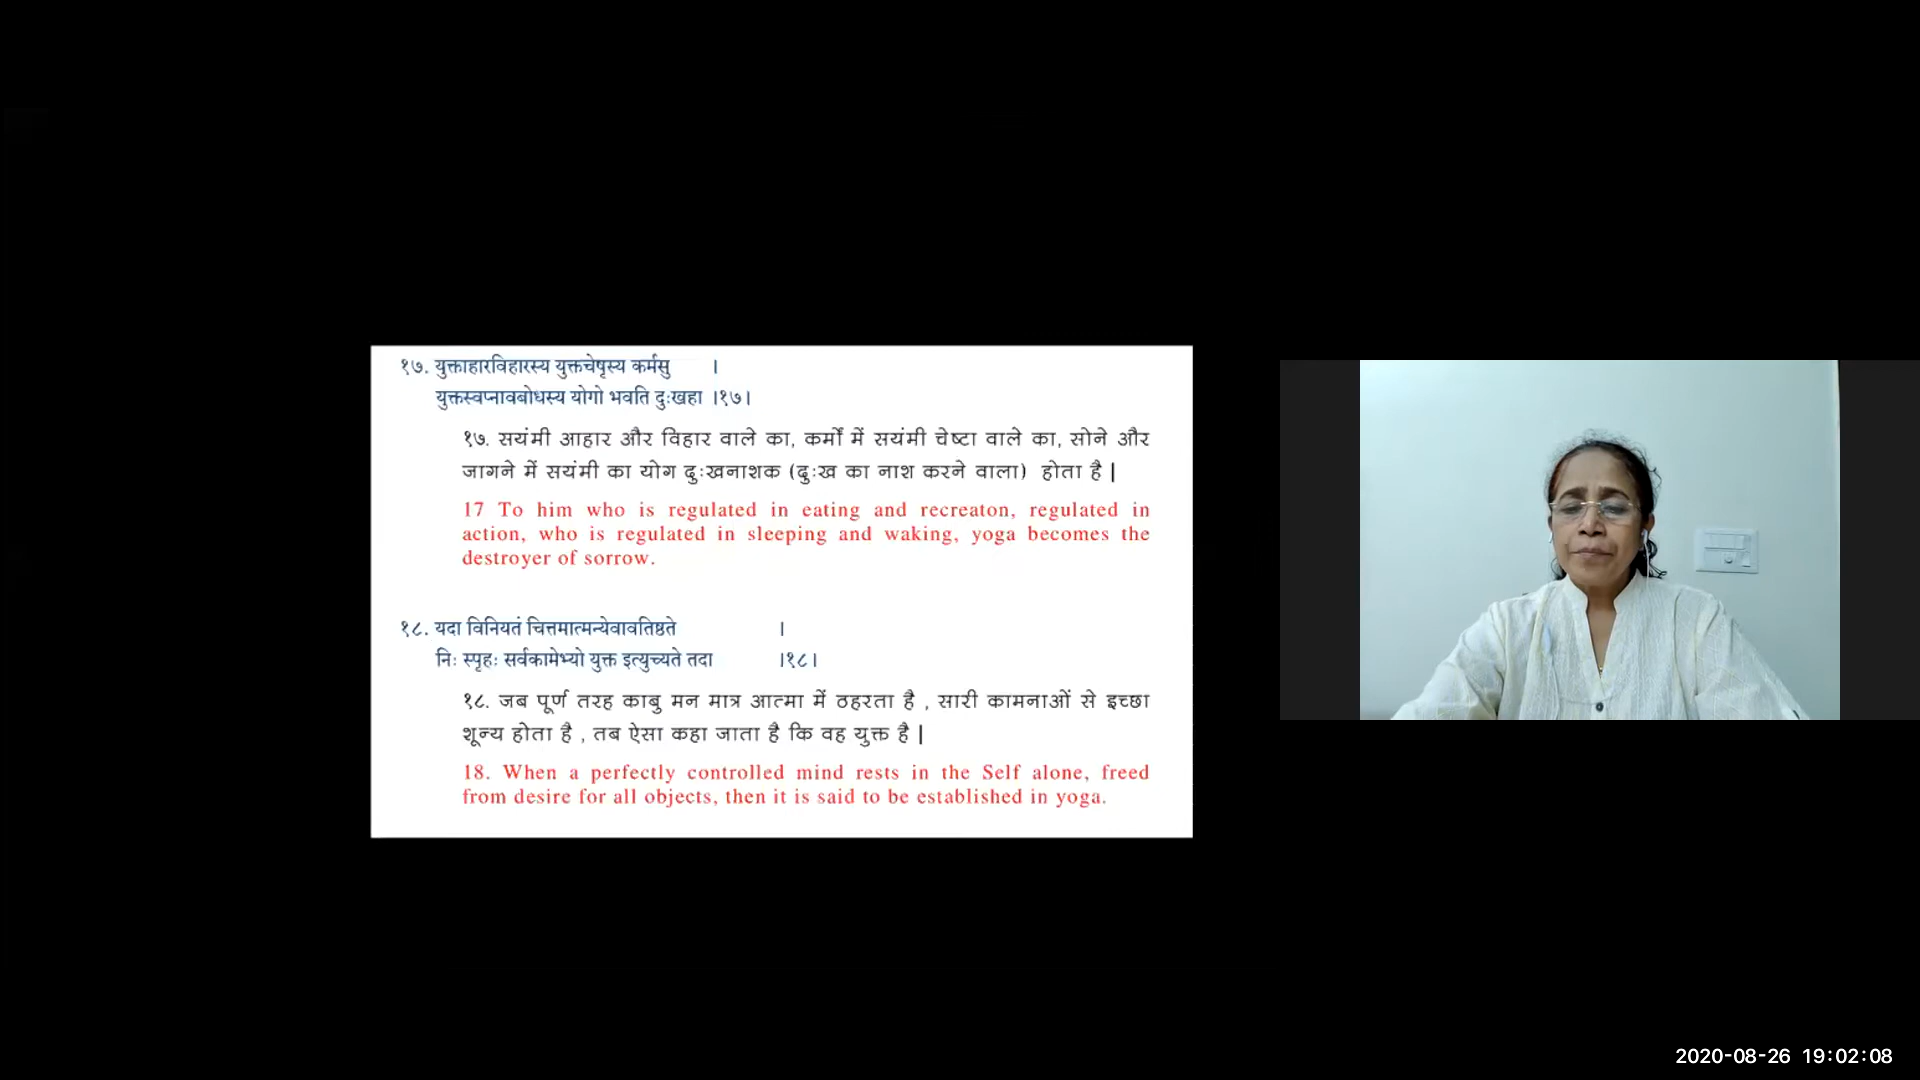 १७. युक्ताहारविहारस्य युक्तचेष्टस्य कर्मसु ।
युक्तस्वप्नावबोधस्य योगो भवति दुःखहा ।१७।
१७. सयंमी आहार और विहार वाले का, कर्मों में सयंमी चेष्टा वाले का, सोने और
जागने में सयंमी का योग दुःखनाशक (दुःख का नाश करने वाला) होता है |
17 To him who is regulated in eating and recreaton, regulated in
action, who is regulated in sleeping and waking, yoga becomes the
destroyer of sorrow.
१८. यदा विनियतं चित्तमात्मन्येवावतिष्ठते ।
निः स्पृहः सर्वकामेभ्यो युक्त इत्युच्यते तदा ।१८।
१८. जब पूर्ण तरह काबु मन मात्र आत्मा में ठहरता है , सारी कामनाओं से इच्छा
शून्य होता है , तब ऐसा कहा जाता है कि वह युक्त है |
18. When a perfectly controlled mind rests in the Self alone, freed
from desire for all objects, then it is said to be established in yoga.
2020-08-26 19:02:08